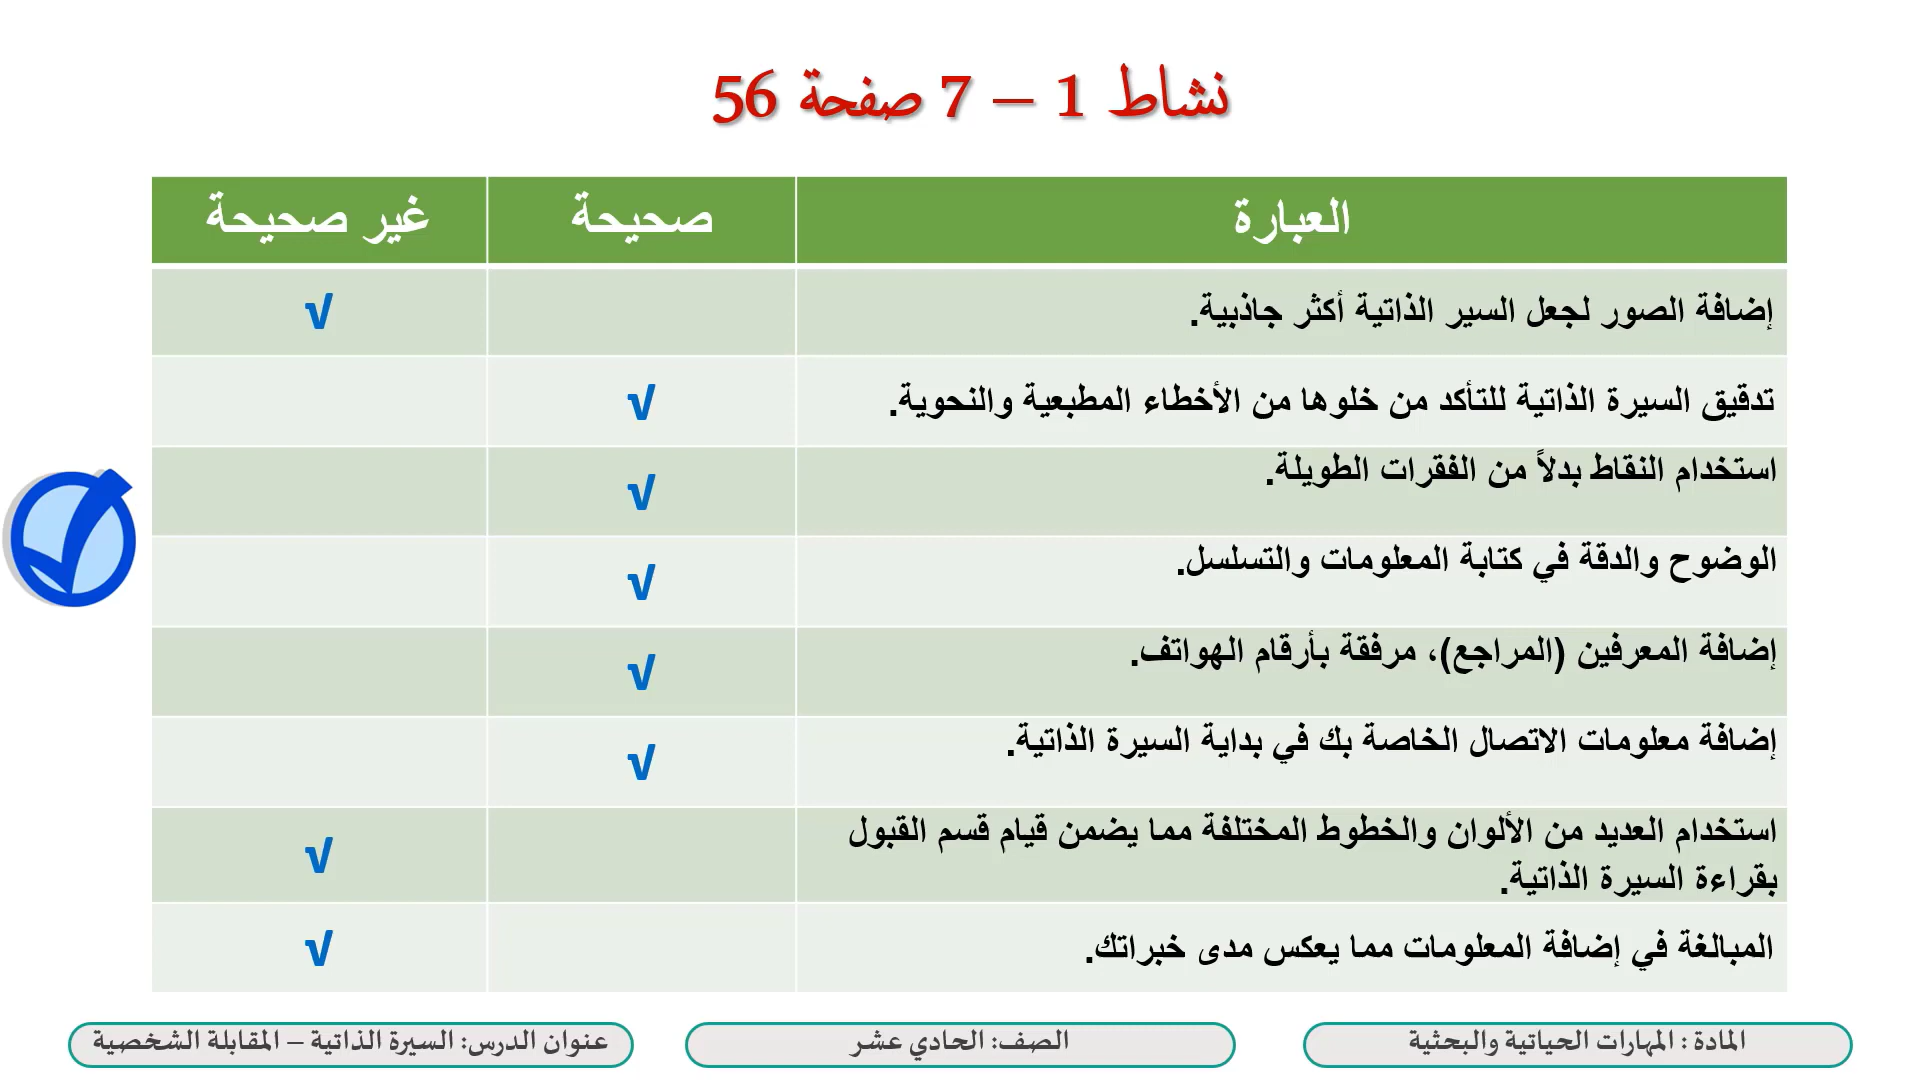 نشاط 1 – 7 صفحة 56
العبارة صحيحة غير صحيحة
إضافة الصور لجعل السير الذاتية أكثر جاذبية. √
تدقيق السيرة الذاتية للتأكد من خلوها من الأخطاء المطبعية والنحوية. √
استخدام النقاط بدلاً من الفقرات الطويلة. √
الوضوح والدقة في كتابة المعلومات والتسلسل. √
إضافة المعرفين (المراجع)، مرفقة بأرقام الهواتف. √
إضافة معلومات الاتصال الخاصة بك في بداية السيرة الذاتية. √
استخدام العديد من الألوان والخطوط المختلفة مما يضمن قيام قسم القبول
بقراءة السيرة الذاتية. √
المبالغة في إضافة المعلومات مما يعكس مدى خبراتك. √
المادة : المهارات الحياتية والبحثية
الصف: الحادي عشر
عنوان الدرس: السيرة الذاتية – المقابلة الشخصية